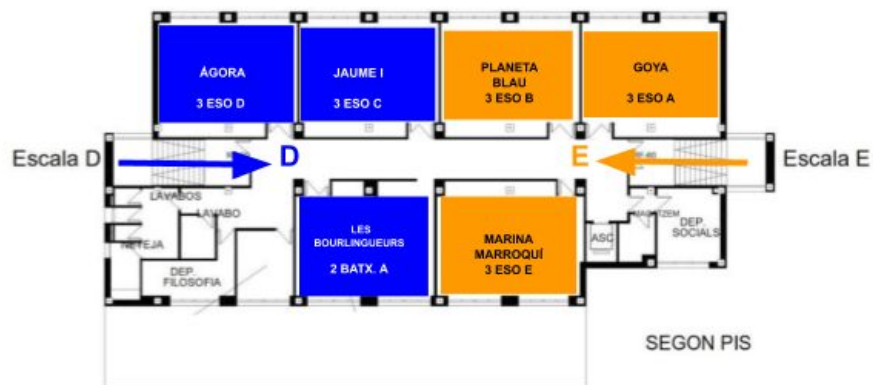 ÁGORA
3 ESO D
JAUME I
3 ESO C
PLANETA
BLAU
3 ESO B
GOYA
3 ESO A
Escala D
D
E
Escala E
LAVABOS
LAVABO
NETEJA
DEP.
FILOSOFIA
LES
BOURLINGUEURS
2 BATX. A
MARINA
MARROQUÍ
3 ESO E
ASC
DEP.
SOCIALS
SEGON PIS